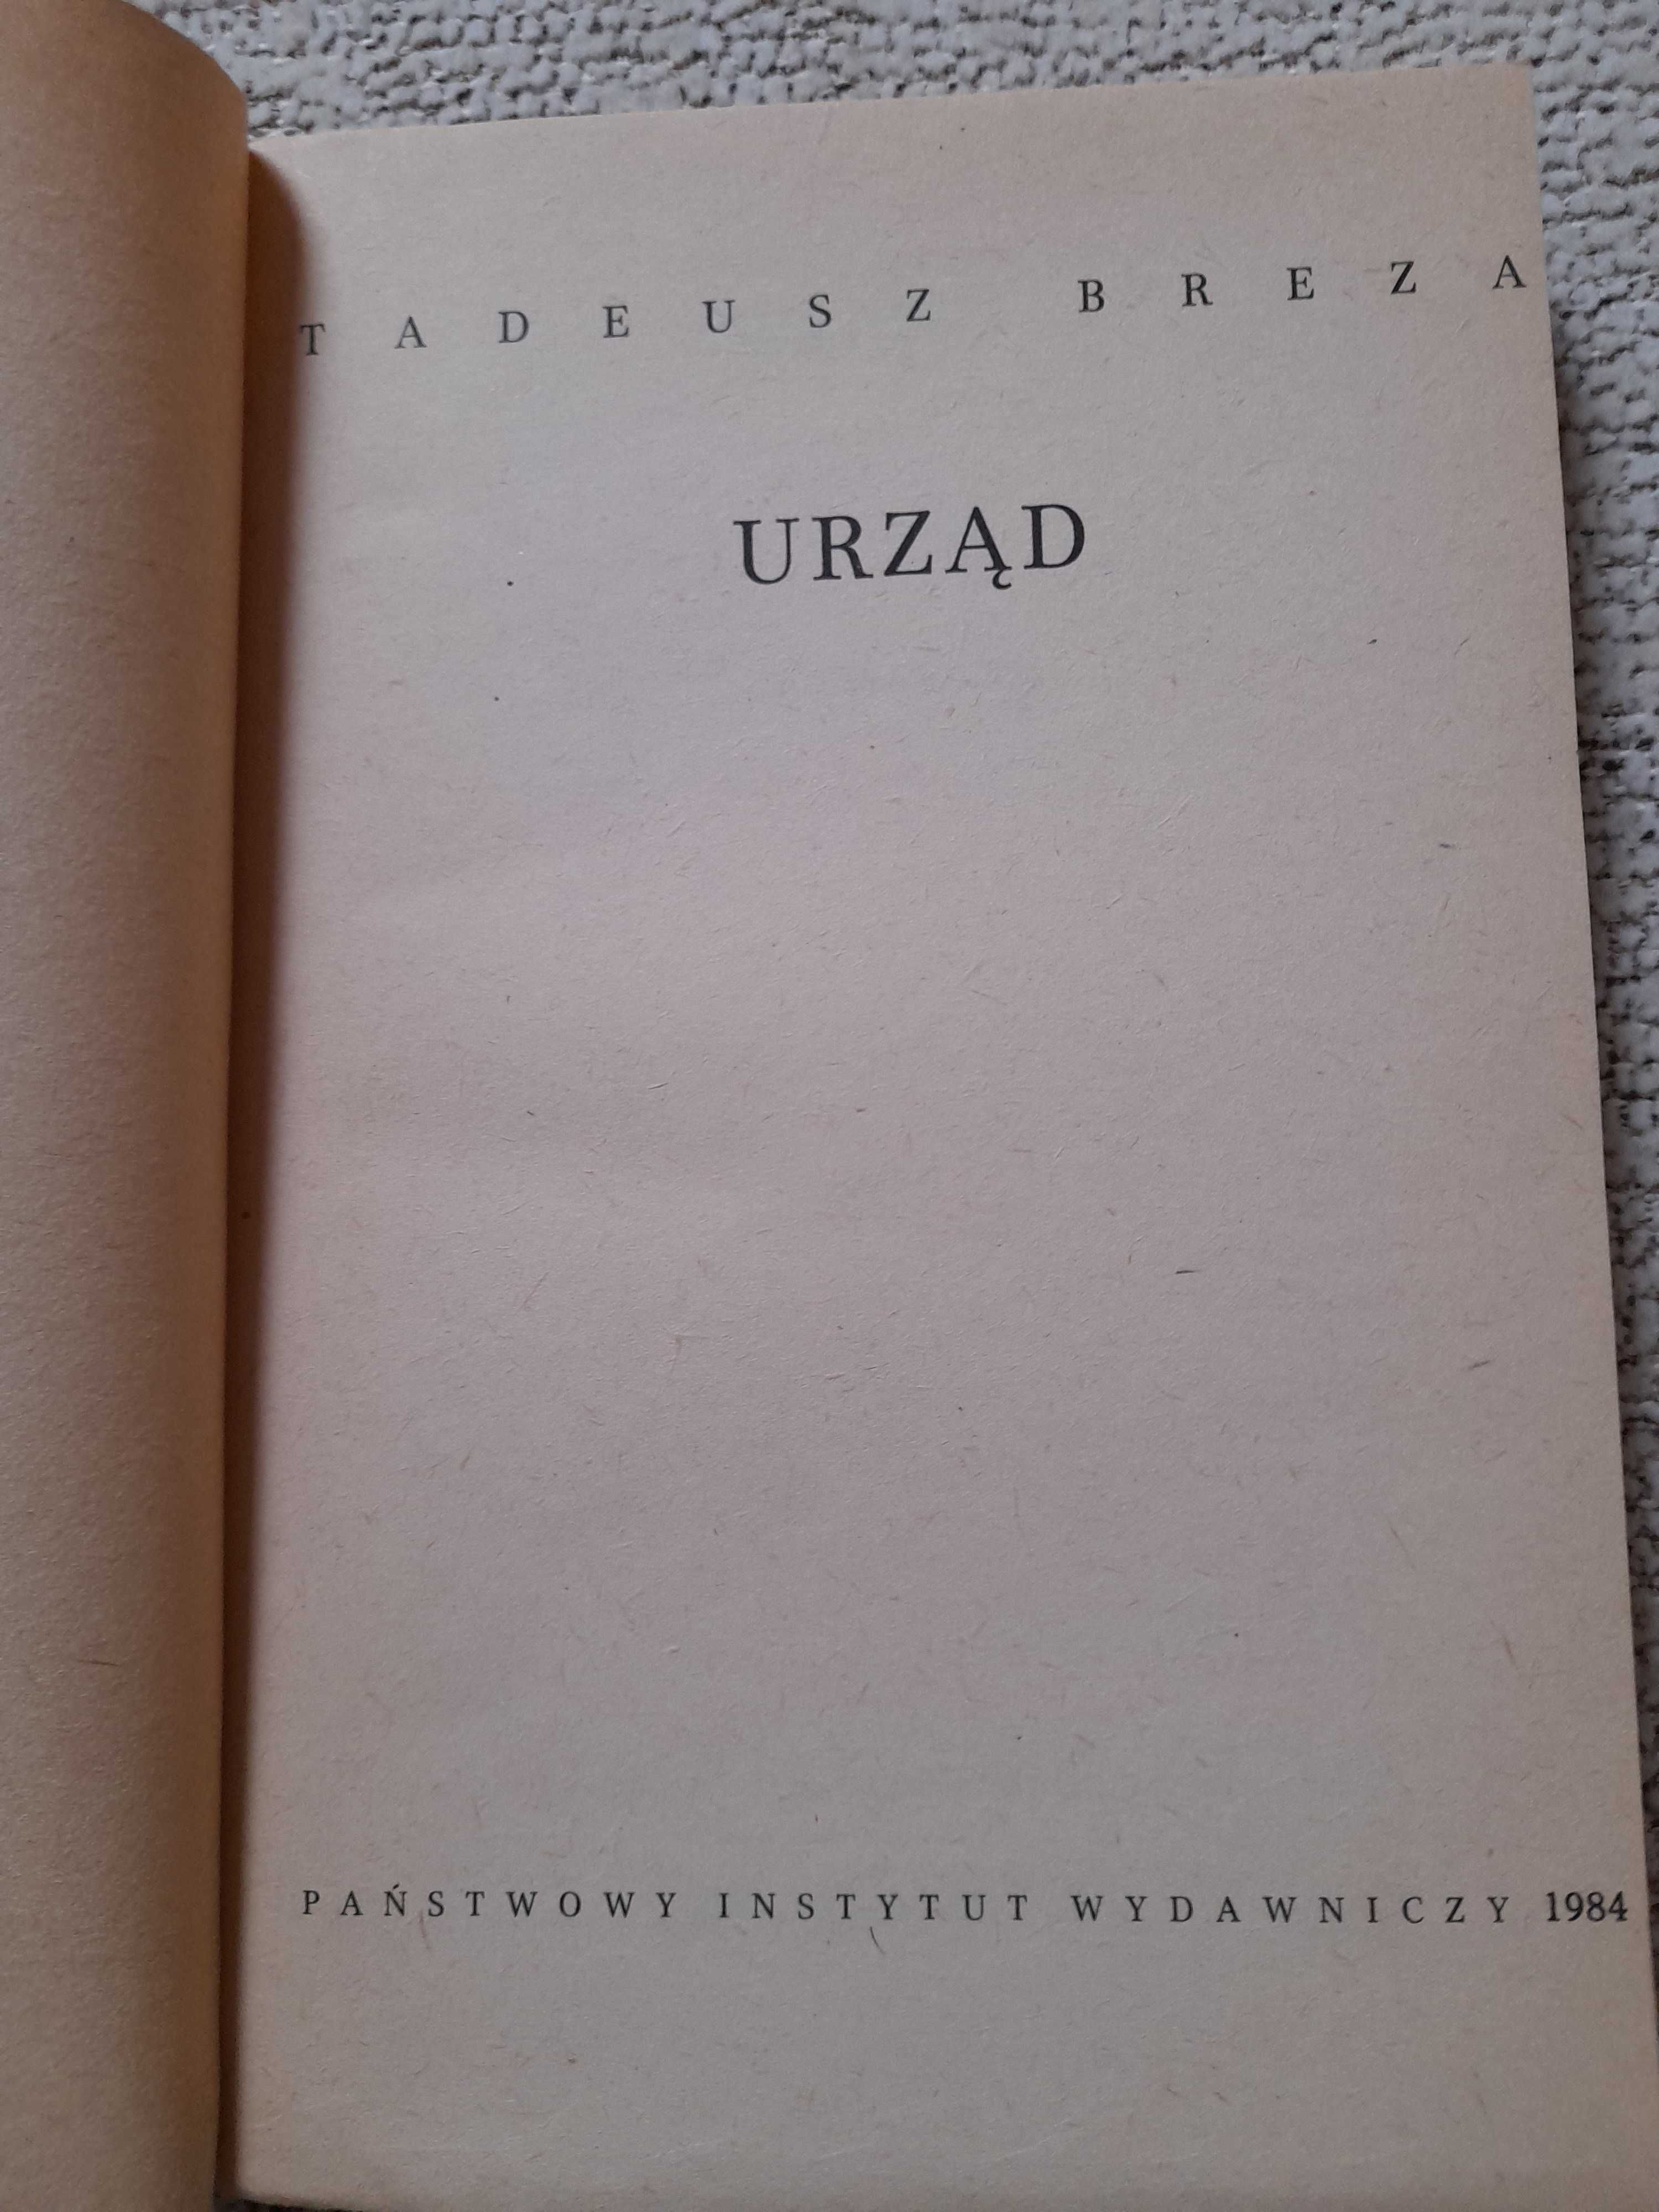 TADEUSZ BREZA
URZĄD
PAŃSTWOWY INSTYTUT WYDAWNICZY 1984